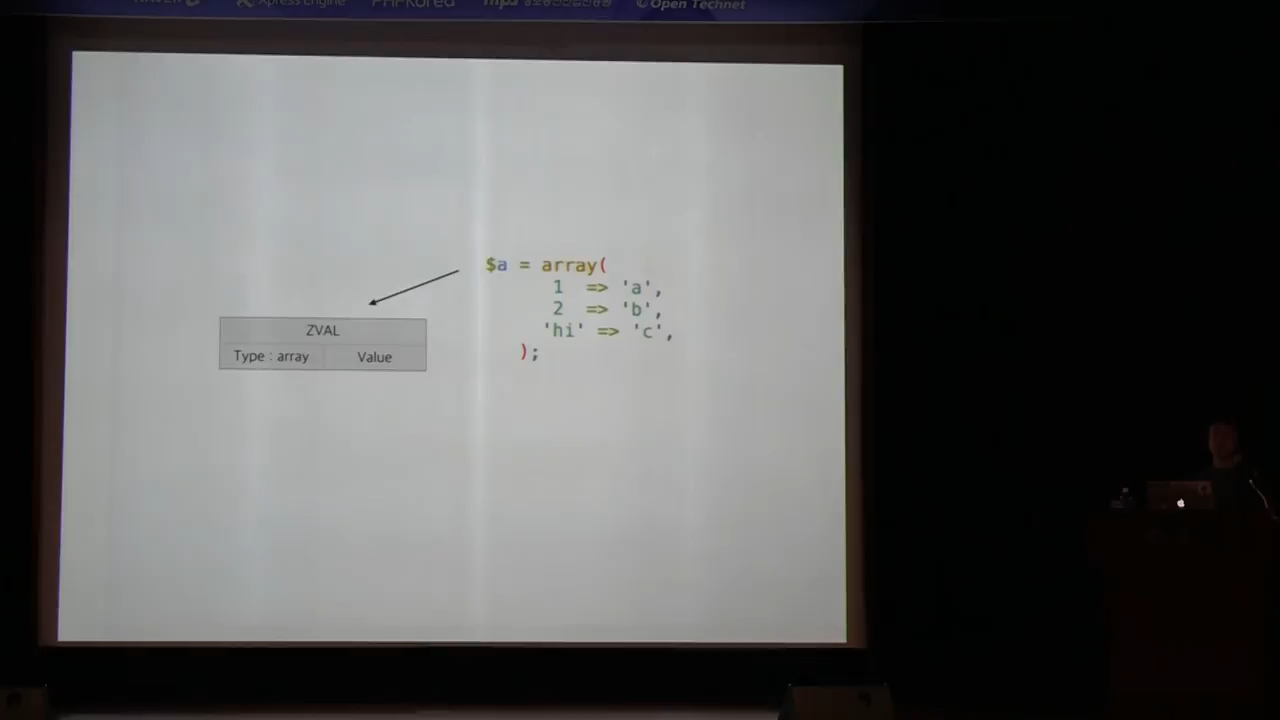 Xpress Engine
PHPKorea
Open Technet
$a = array(
1 => 'a',
2 => 'b',
'hi' => 'c',
);
ZVAL
Type : array
Value